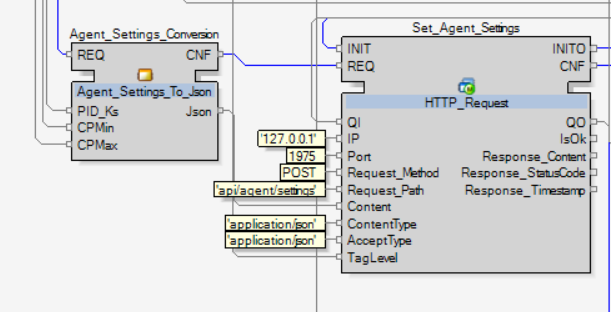 Agent_Settings_Conversion
REQ CNF
Agent_Settings_To_Json
PID_Ks Json
CPMin
CPMax
Set_Agent_Settings
INIT INITO
REQ CNF
HTTP_Request
QI QO
'127.0.0.1' IP IsOk
1975 Port Response_Content
POST Request_Method Response_StatusCode
'api/agent/settings' Request_Path Response_Timestamp
Content
'application/json' ContentType
'application/json' AcceptType
TagLevel